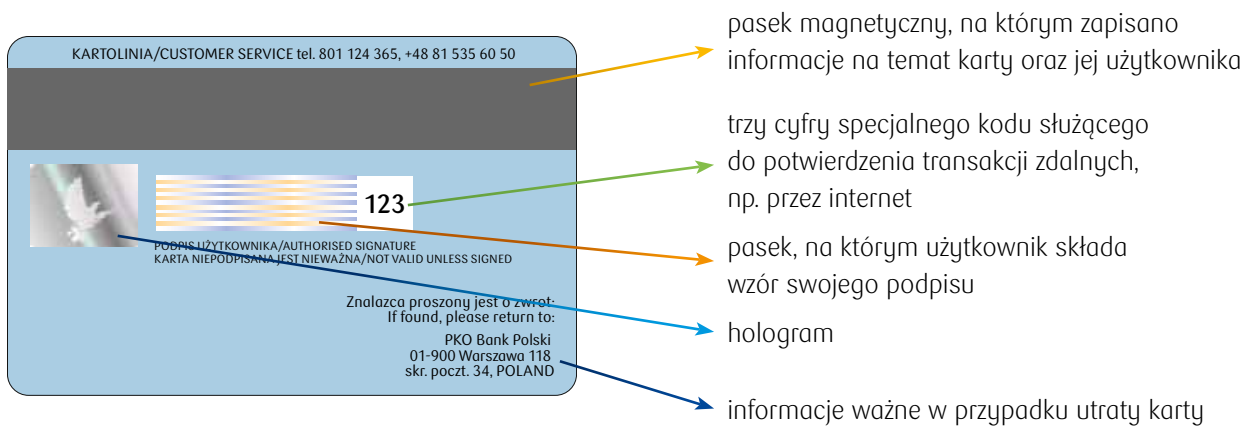 KARTOLINIA/CUSTOMER SERVICE tel. 801 124 365, +48 81 535 60 50
123
PODPIS UŻYTKOWNIKA/AUTHORISED SIGNATURE
KARTA NIEPODPISANA JEST NIEWAŻNA/NOT VALID UNLESS SIGNED
Znalazca proszony jest o zwrot:
If found, please return to:
PKO Bank Polski
01-900 Warszawa 118
skr. poczt. 34, POLAND
pasek magnetyczny, na którym zapisano
informacje na temat karty oraz jej użytkownika
trzy cyfry specjalnego kodu służącego
do potwierdzenia transakcji zdalnych,
np. przez internet
pasek, na którym użytkownik składa
wzór swojego podpisu
hologram
informacje ważne w przypadku utraty karty